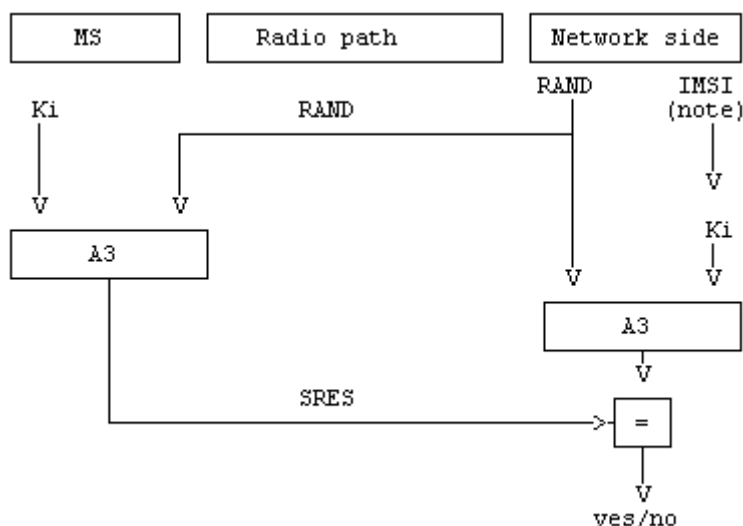 MS
Radio path
Network side
RAND
IMSI
(note)
Ki
RAND
Ki
A3
A3
SRES
=
yes/no